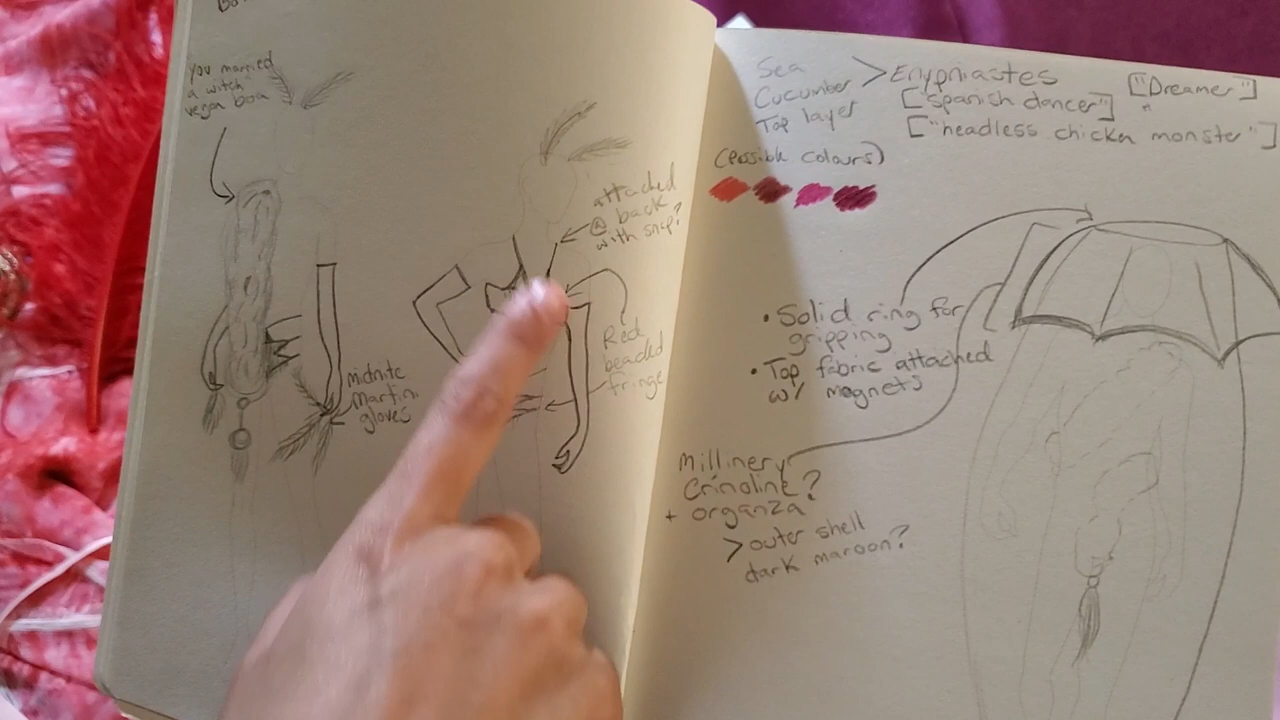 you married
a witch
vegan boa
attached
@ back
with snap?
Red
beaded
fringe
midnite
martini
gloves
Sea
Cucumber
Top layer
> Enypniastes
["Dreamer"]
["spanish dancer"]
["headless chicken monster"]
(possible colours)
• Solid ring for
gripping
• Top fabric attached
w/ magnets
Millinery
Crinoline?
+ organza
> outer shell
dark maroon?